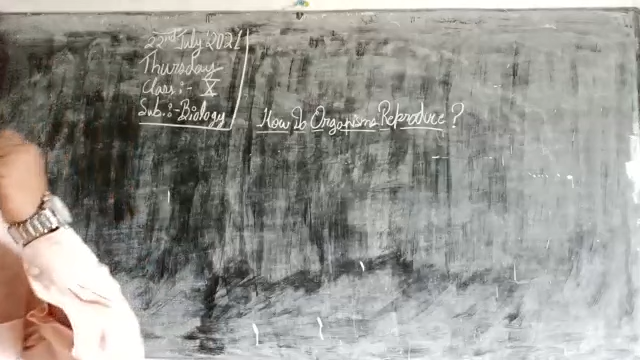 22nd July 2021
Thursday
Class :- X
Sub. :- Biology
How Do Organisms Reproduce ?